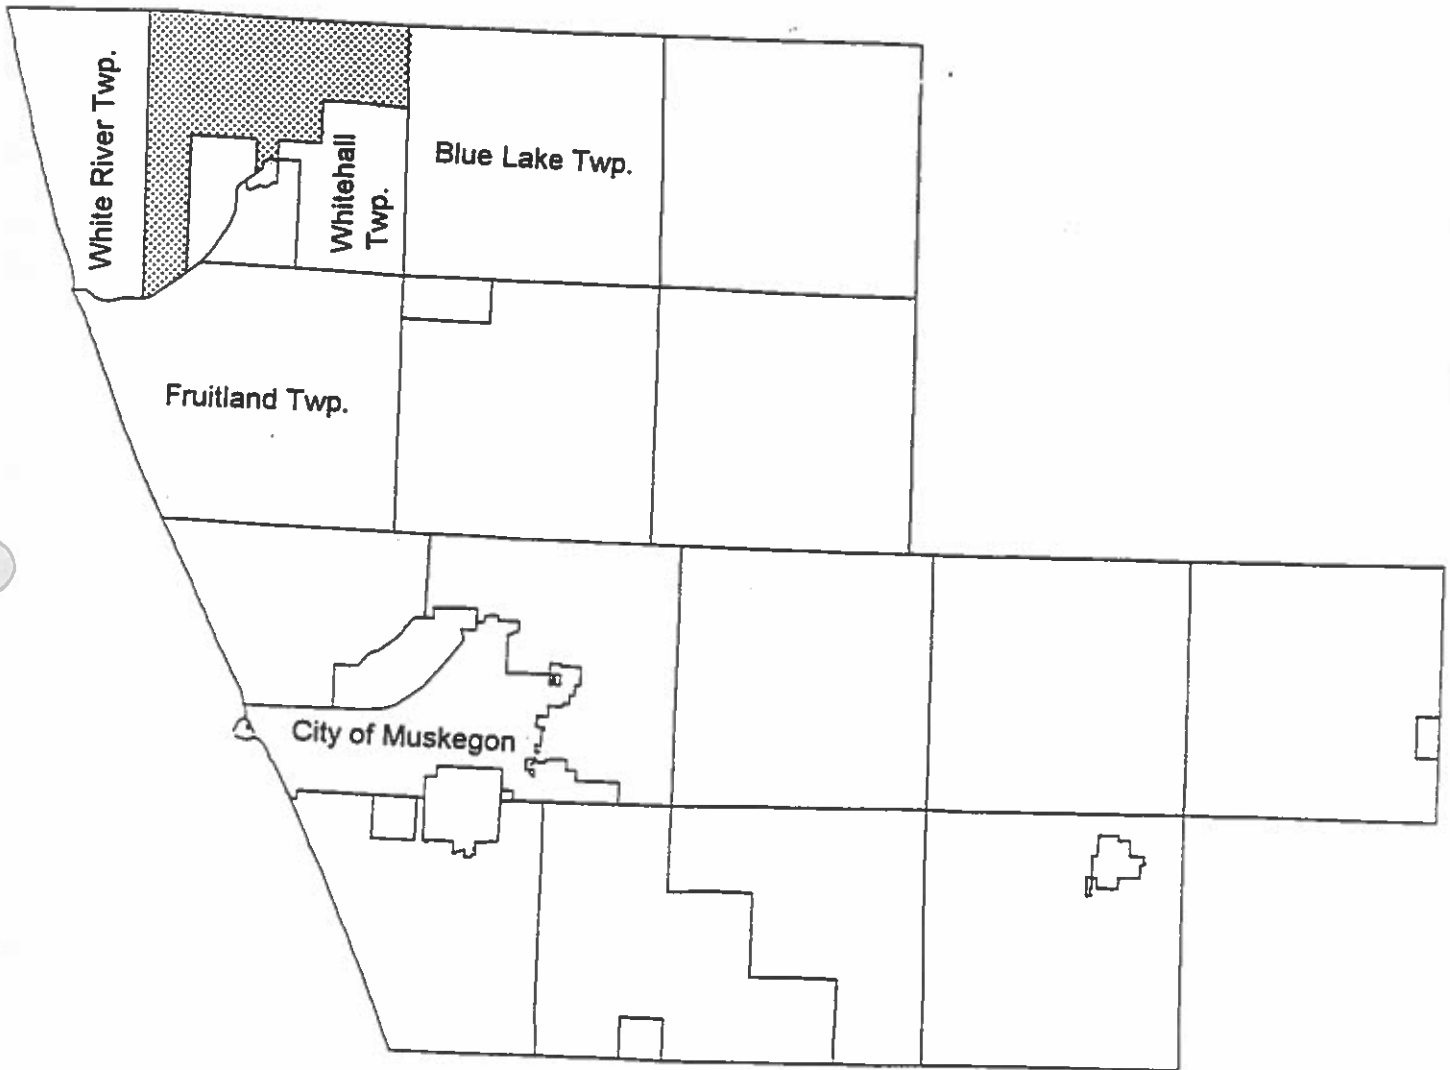 White River Twp.
Whitehall
Twp.
Blue Lake Twp.
Fruitland Twp.
City of Muskegon